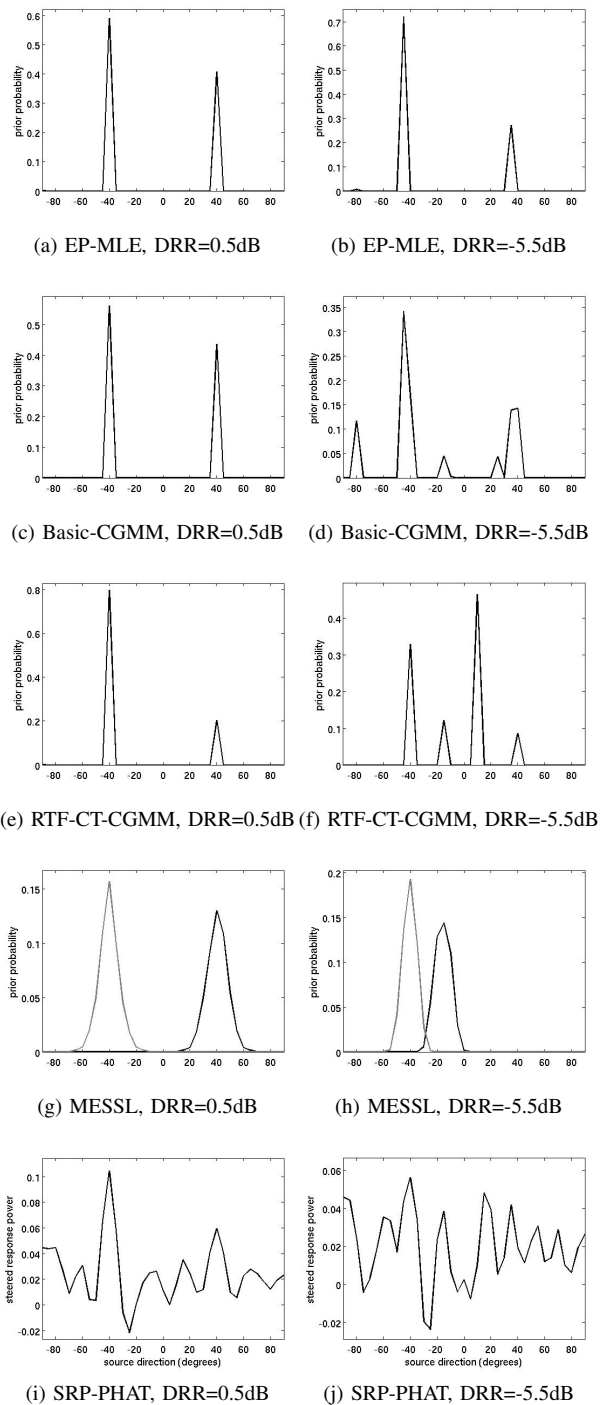 prior probability
0.6
0.5
0.4
0.3
0.2
0.1
0
-80 -60 -40 -20 0 20 40 60 80
(a) EP-MLE, DRR=0.5dB
prior probability
0.7
0.6
0.5
0.4
0.3
0.2
0.1
0
-80 -60 -40 -20 0 20 40 60 80
(b) EP-MLE, DRR=-5.5dB
prior probability
0.5
0.4
0.3
0.2
0.1
0
-80 -60 -40 -20 0 20 40 60 80
(c) Basic-CGMM, DRR=0.5dB
prior probability
0.35
0.3
0.25
0.2
0.15
0.1
0.05
0
-80 -60 -40 -20 0 20 40 60 80
(d) Basic-CGMM, DRR=-5.5dB
prior probability
0.8
0.6
0.4
0.2
0
-80 -60 -40 -20 0 20 40 60 80
(e) RTF-CT-CGMM, DRR=0.5dB
prior probability
0.4
0.3
0.2
0.1
0
-80 -60 -40 -20 0 20 40 60 80
(f) RTF-CT-CGMM, DRR=-5.5dB
prior probability
0.15
0.1
0.05
0
-80 -60 -40 -20 0 20 40 60 80
(g) MESSL, DRR=0.5dB
prior probability
0.2
0.15
0.1
0.05
0
-80 -60 -40 -20 0 20 40 60 80
(h) MESSL, DRR=-5.5dB
steered response power
0.1
0.08
0.06
0.04
0.02
0
-0.02
-80 -60 -40 -20 0 20 40 60 80
source direction (degrees)
(i) SRP-PHAT, DRR=0.5dB
steered response power
0.06
0.04
0.02
0
-0.02
-80 -60 -40 -20 0 20 40 60 80
source direction (degrees)
(j) SRP-PHAT, DRR=-5.5dB